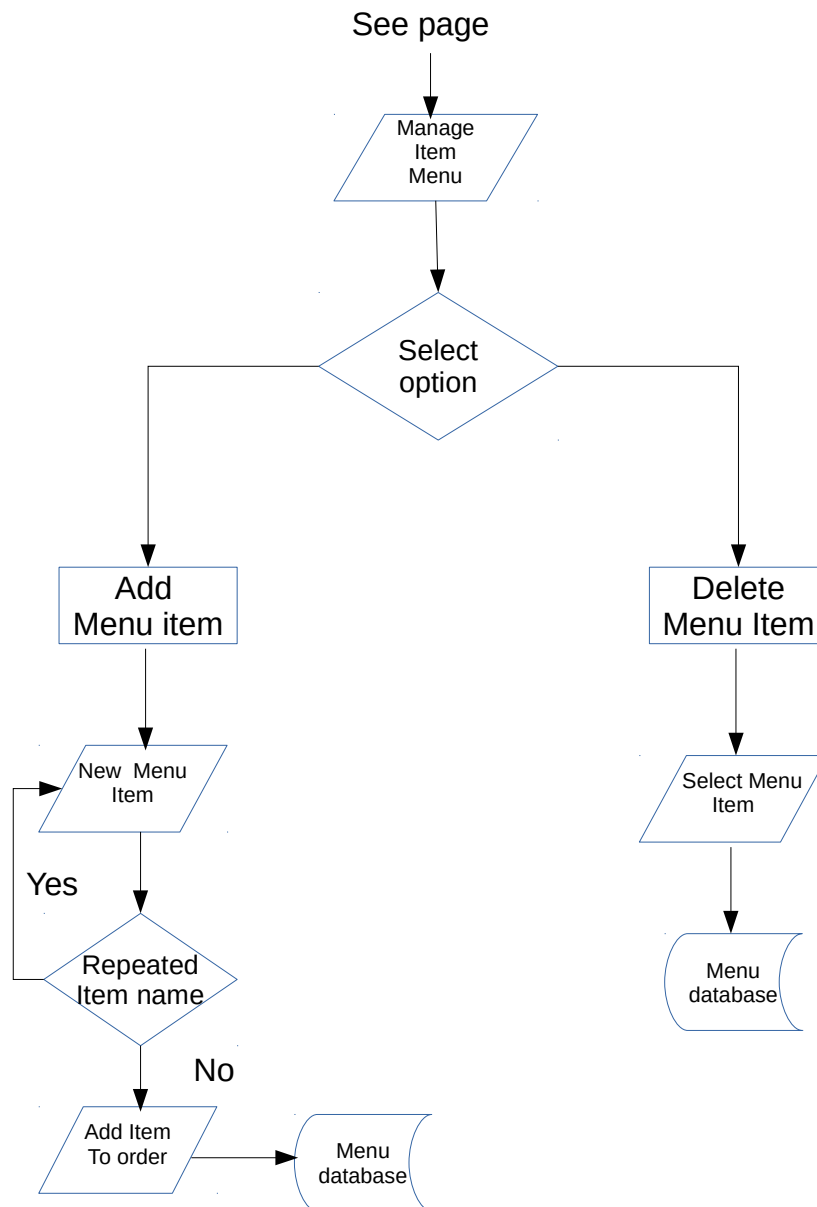 See page
Manage
Item
Menu
Select
option
Add
Menu item
Delete
Menu Item
New Menu
Item
Select Menu
Item
Yes
Repeated
Item name
Menu
database
No
Add Item
To order
Menu
database